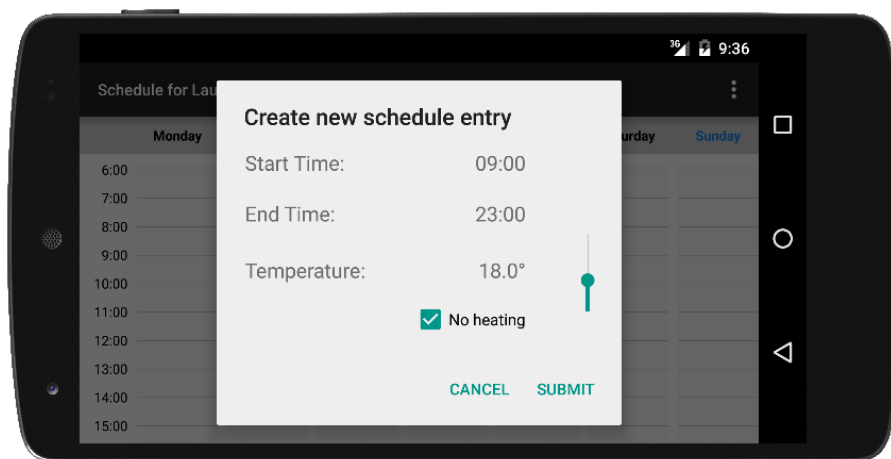 3G 9:36
Schedule for Lau
Monday urday Sunday
Create new schedule entry
Start Time: 09:00
End Time: 23:00
Temperature: 18.0°
No heating
CANCEL SUBMIT
6:00
7:00
8:00
9:00
10:00
11:00
12:00
13:00
14:00
15:00